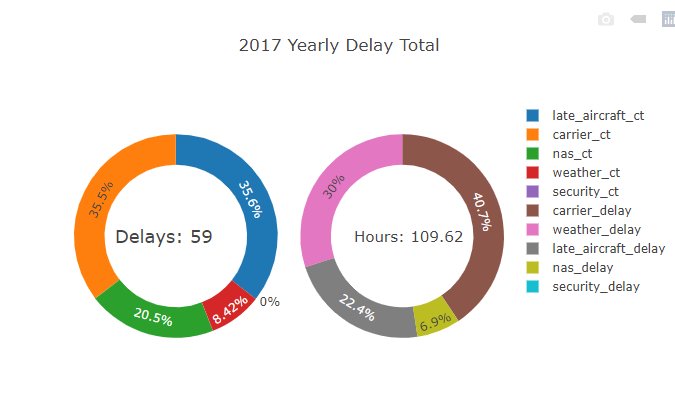 2017 Yearly Delay Total
35.6%
35.5%
20.5%
8.42%
0%
Delays: 59
40.7%
30%
22.4%
6.9%
Hours: 109.62
late_aircraft_ct
carrier_ct
nas_ct
weather_ct
security_ct
carrier_delay
weather_delay
late_aircraft_delay
nas_delay
security_delay